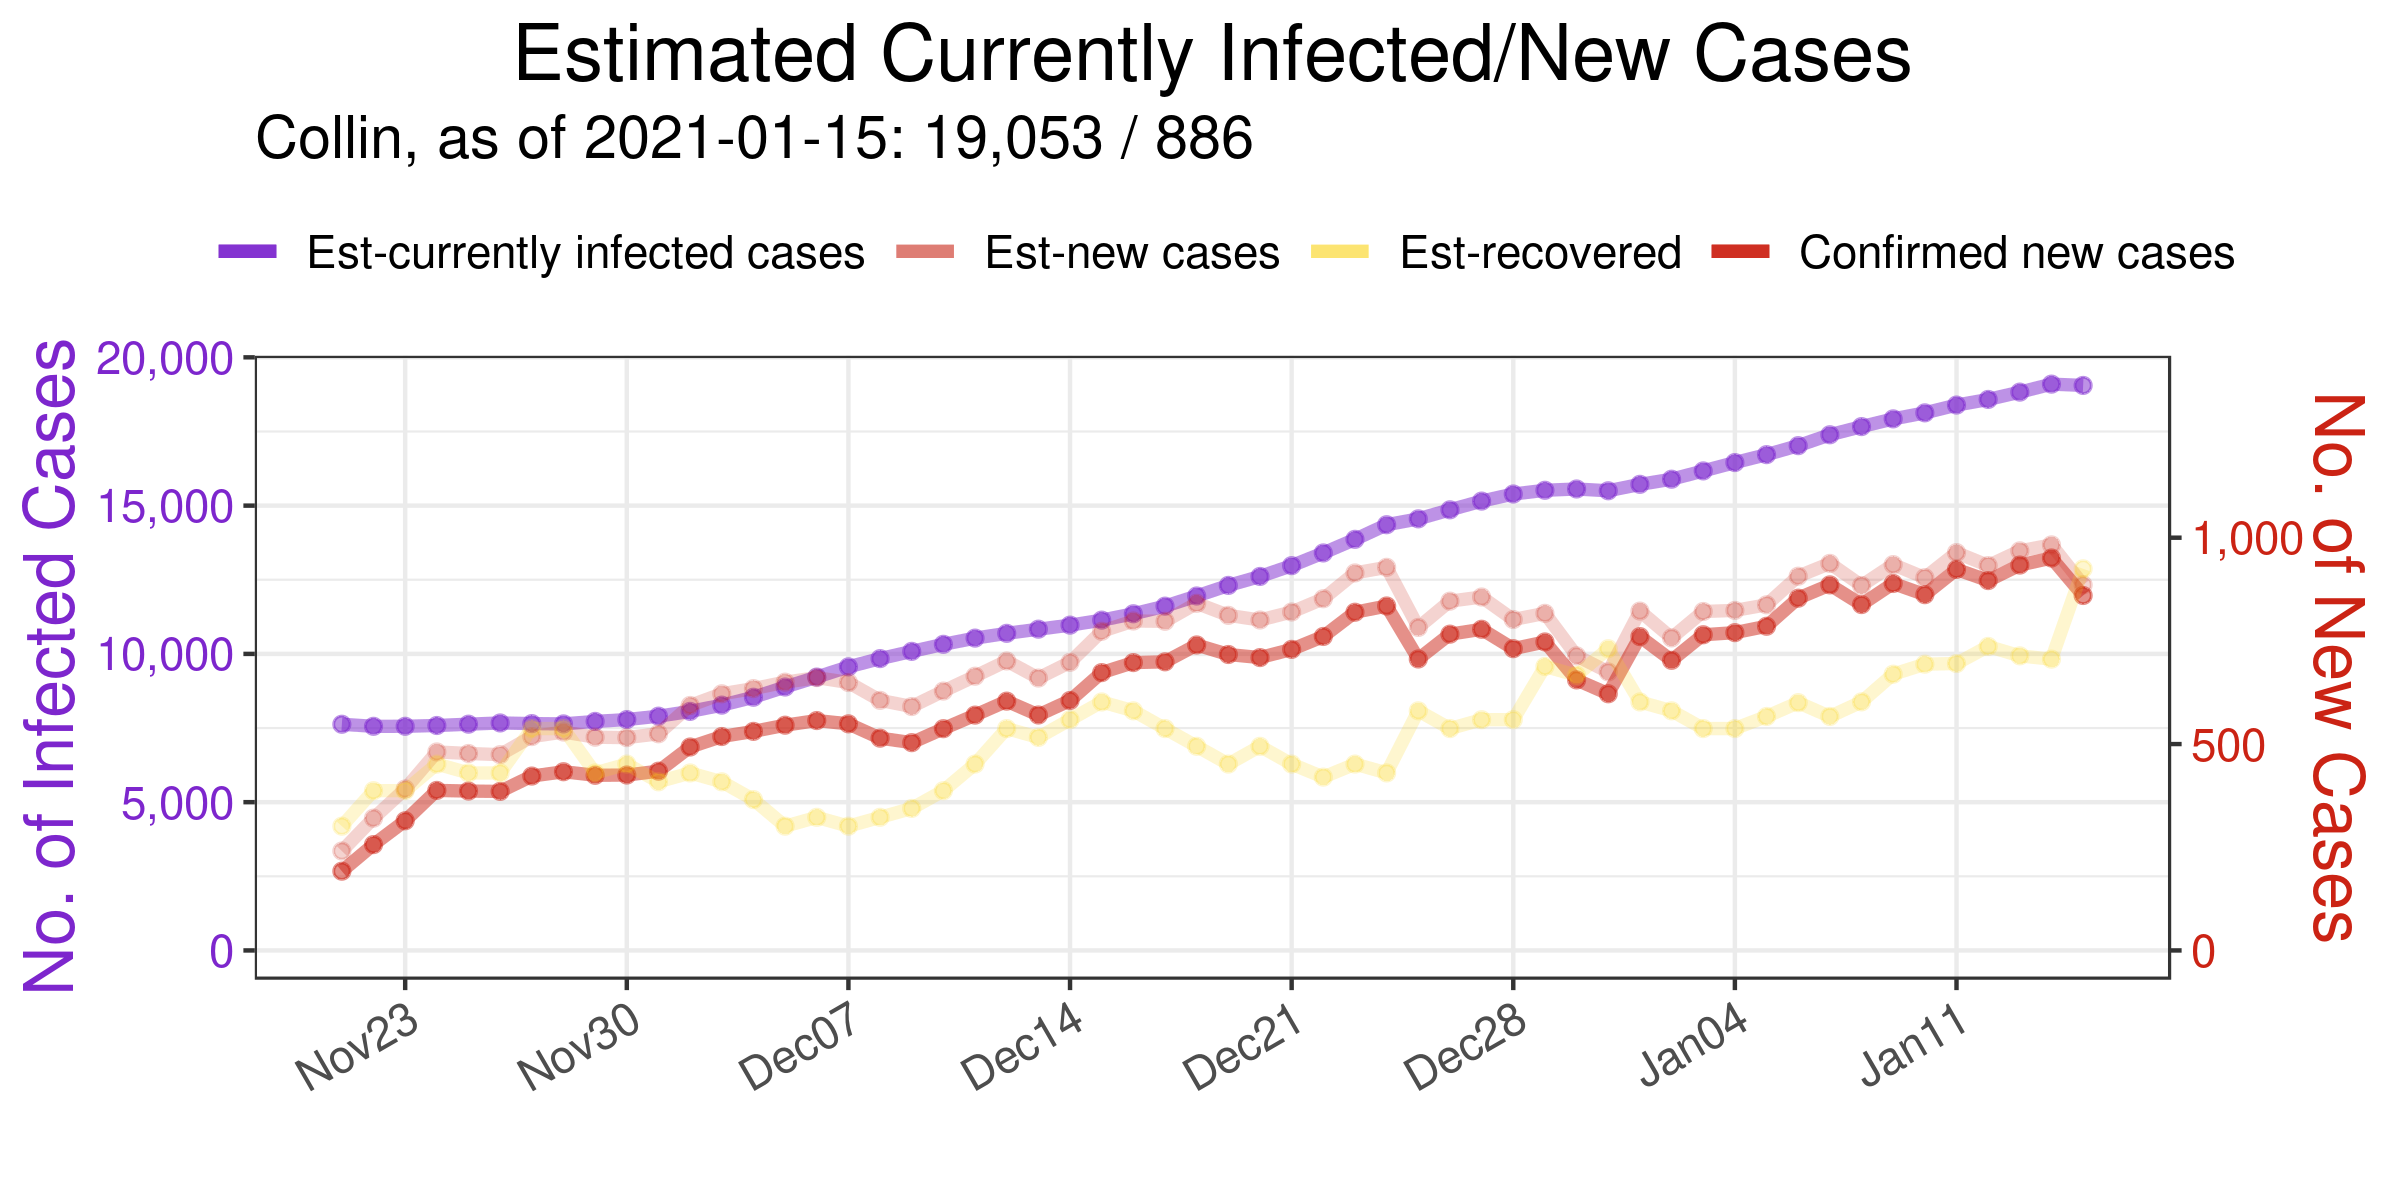 Estimated Currently Infected/New Cases
Collin, as of 2021-01-15: 19,053 / 886
Est-currently infected cases Est-new cases Est-recovered Confirmed new cases
No. of Infected Cases
20,000
15,000
10,000
5,000
0
1,000
500
0
No. of New Cases
Nov23 Nov30 Dec07 Dec14 Dec21 Dec28 Jan04 Jan11